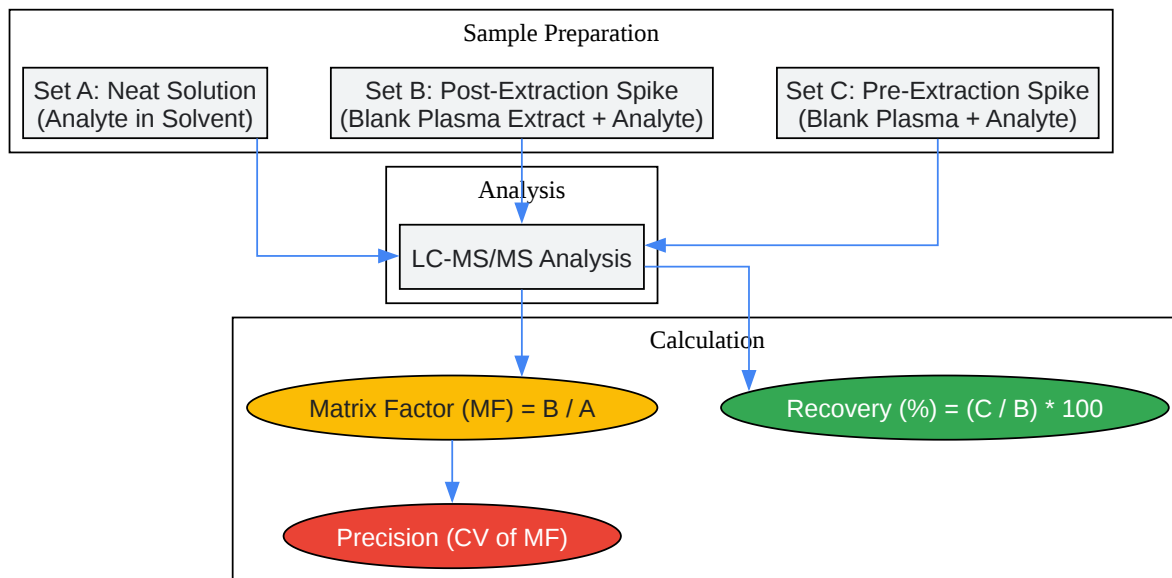 Sample Preparation
Set A: Neat Solution
(Analyte in Solvent)
Set B: Post-Extraction Spike
(Blank Plasma Extract + Analyte)
Set C: Pre-Extraction Spike
(Blank Plasma + Analyte)
Analysis
LC-MS/MS Analysis
Calculation
Matrix Factor (MF) = B / A
Recovery (%) = (C / B) * 100
Precision (CV of MF)